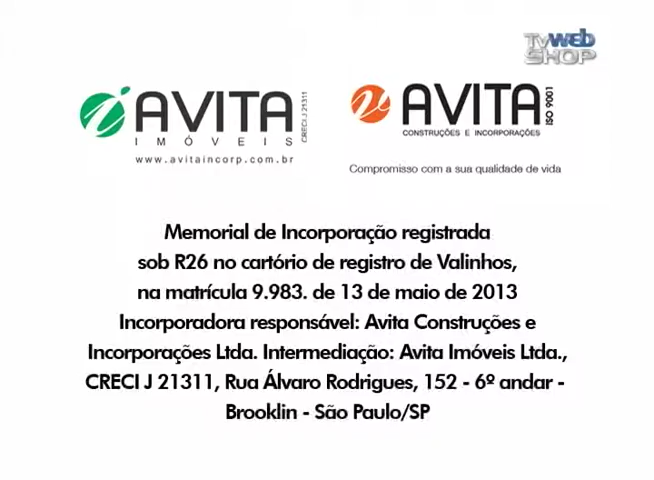 TV WEB
SHOP
AVITA
IMÓVEIS
CRECI J 21311
www.avitaincorp.com.br
AVITA
CONSTRUÇÕES E INCORPORAÇÕES
ISO 9001
Compromisso com a sua qualidade de vida
Memorial de Incorporação registrada
sob R26 no cartório de registro de Valinhos,
na matrícula 9.983. de 13 de maio de 2013
Incorporadora responsável: Avita Construções e
Incorporações Ltda. Intermediação: Avita Imóveis Ltda.,
CRECI J 21311, Rua Álvaro Rodrigues, 152 - 6º andar -
Brooklin - São Paulo/SP